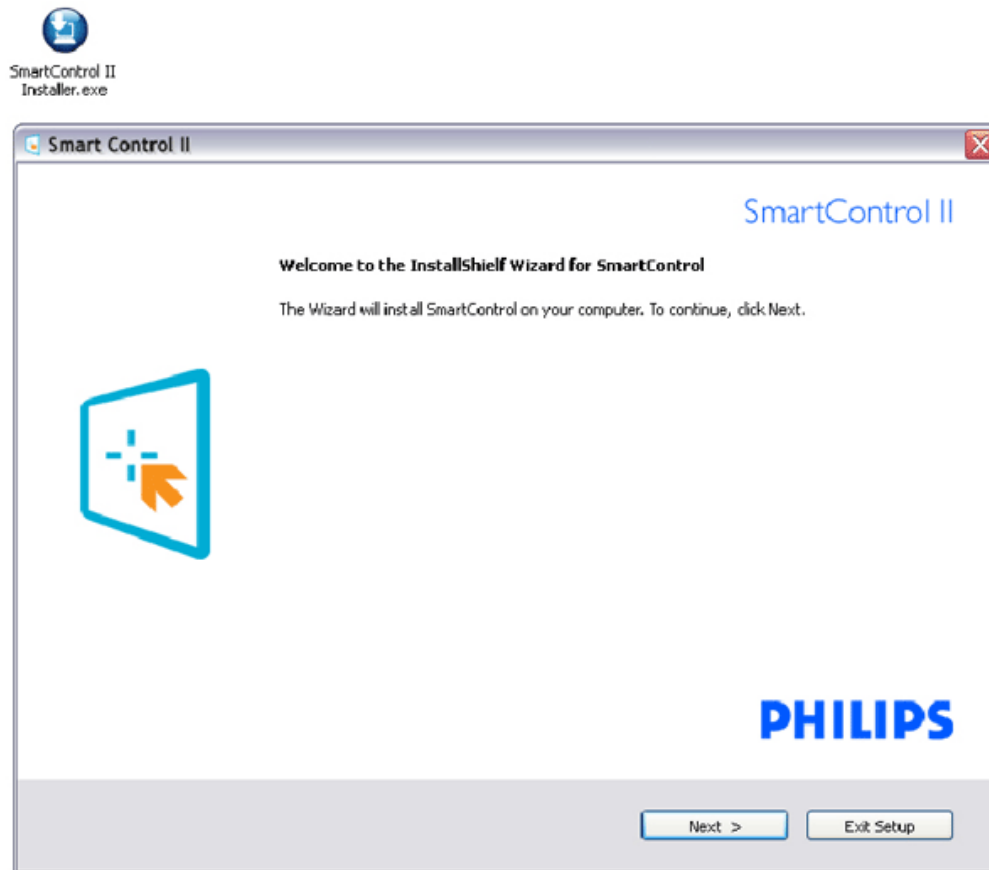 SmartControl II
Installer.exe
Smart Control II
SmartControl II
Welcome to the InstallShielf Wizard for SmartControl
The Wizard will install SmartControl on your computer. To continue, click Next.
PHILIPS
Next >
Exit Setup